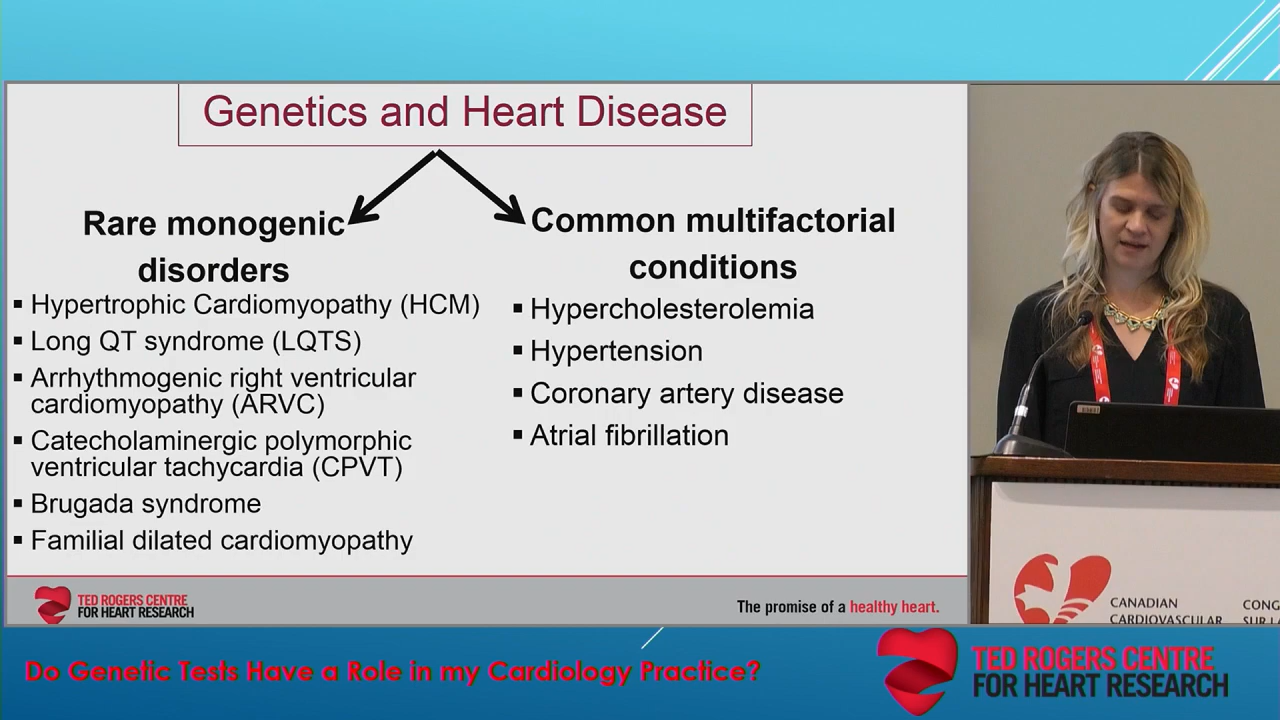 Genetics and Heart Disease
Rare monogenic
disorders
▪ Hypertrophic Cardiomyopathy (HCM)
▪ Long QT syndrome (LQTS)
▪ Arrhythmogenic right ventricular
cardiomyopathy (ARVC)
▪ Catecholaminergic polymorphic
ventricular tachycardia (CPVT)
▪ Brugada syndrome
▪ Familial dilated cardiomyopathy
Common multifactorial
conditions
▪ Hypercholesterolemia
▪ Hypertension
▪ Coronary artery disease
▪ Atrial fibrillation
TED ROGERS CENTRE
FOR HEART RESEARCH
The promise of a healthy heart.
CANADIAN
CARDIOVASCULAR
CONG
SUR LA
Do Genetic Tests Have a Role in my Cardiology Practice?
TED ROGERS CENTRE
FOR HEART RESEARCH